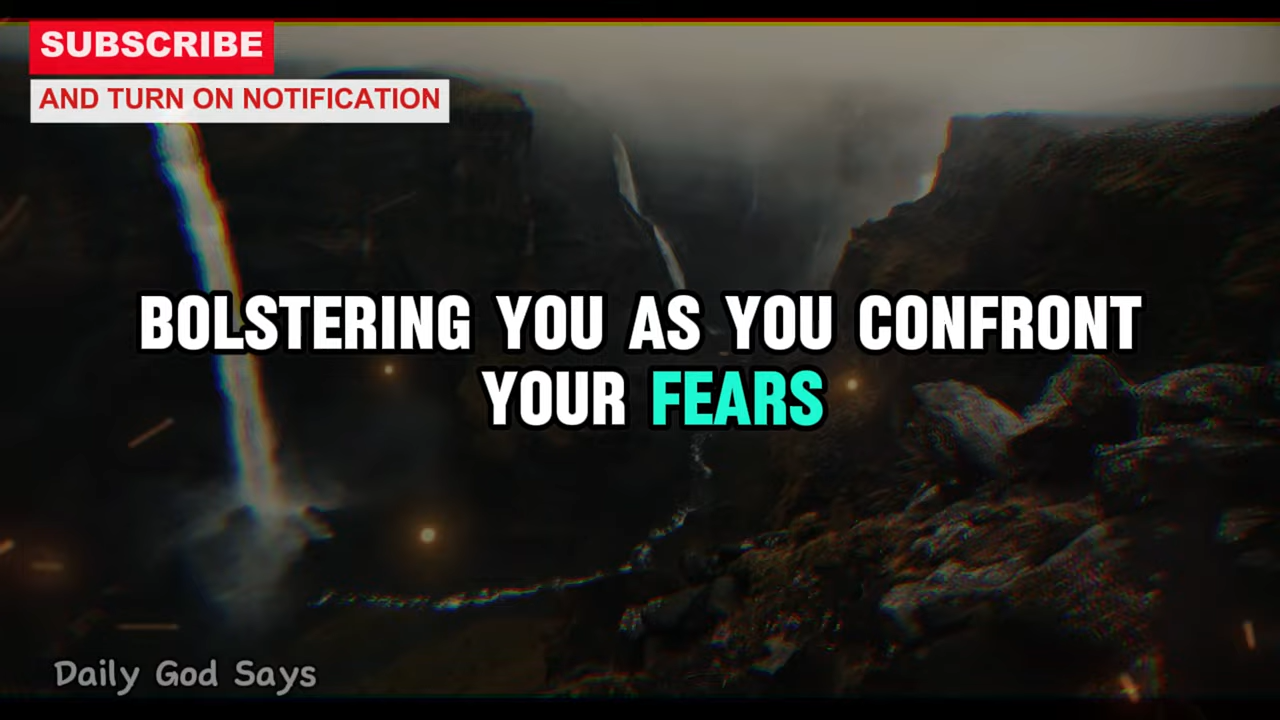 SUBSCRIBE
AND TURN ON NOTIFICATION
BOLSTERING YOU AS YOU CONFRONT
YOUR FEARS
Daily God Says